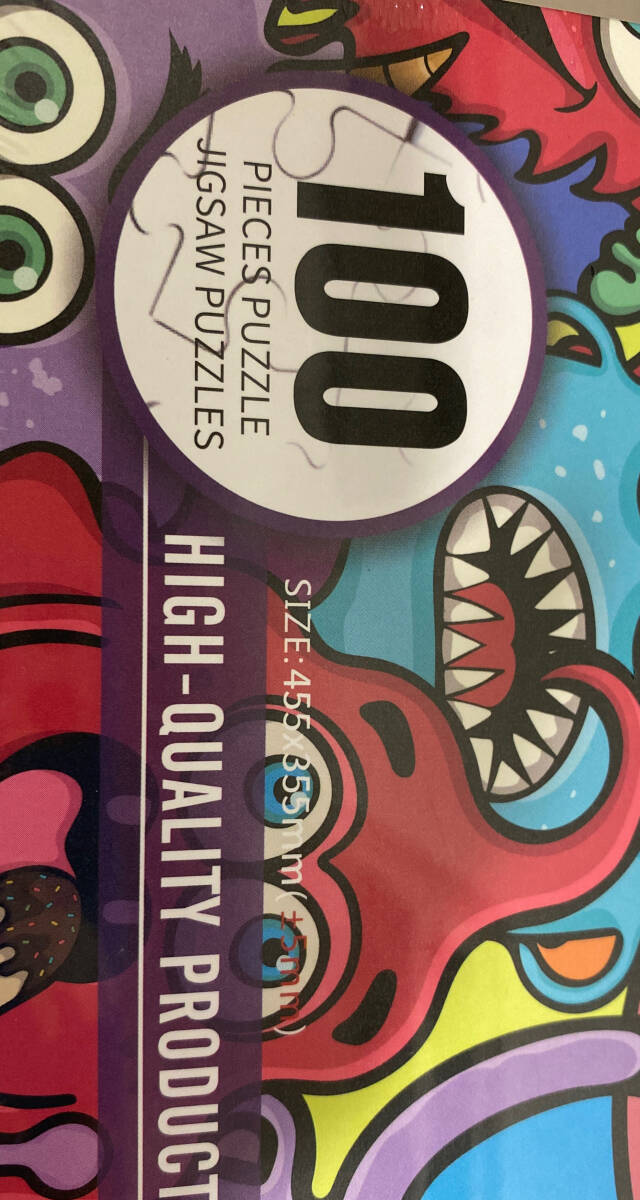 100
PIECES PUZZLE
JIGSAW PUZZLES
SIZE:455x355mm(±5mm)
HIGH-QUALITY PRODUCT